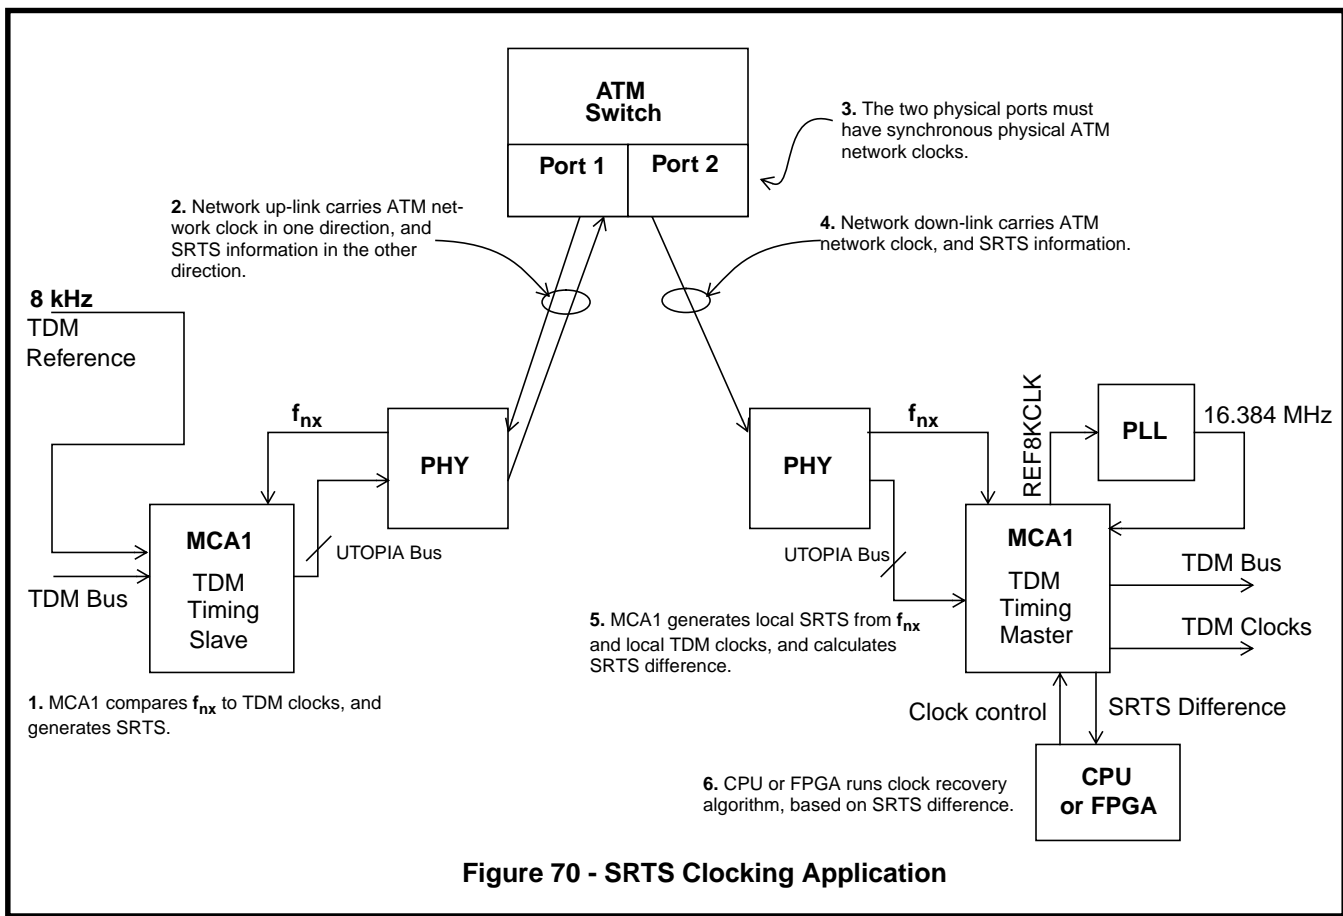 ATM
Switch
Port 1
Port 2
3. The two physical ports must
have synchronous physical ATM
network clocks.
2. Network up-link carries ATM net-
work clock in one direction, and
SRTS information in the other
direction.
4. Network down-link carries ATM
network clock, and SRTS information.
8 kHz
TDM
Reference
fnx
PHY
MCA1
TDM
Timing
Slave
TDM Bus
UTOPIA Bus
1. MCA1 compares fnx to TDM clocks, and
generates SRTS.
PHY
fnx
REF8KCLK
PLL
16.384 MHz
UTOPIA Bus
MCA1
TDM
Timing
Master
TDM Bus
TDM Clocks
5. MCA1 generates local SRTS from fnx
and local TDM clocks, and calculates
SRTS difference.
Clock control
SRTS Difference
6. CPU or FPGA runs clock recovery
algorithm, based on SRTS difference.
CPU
or FPGA
Figure 70 - SRTS Clocking Application